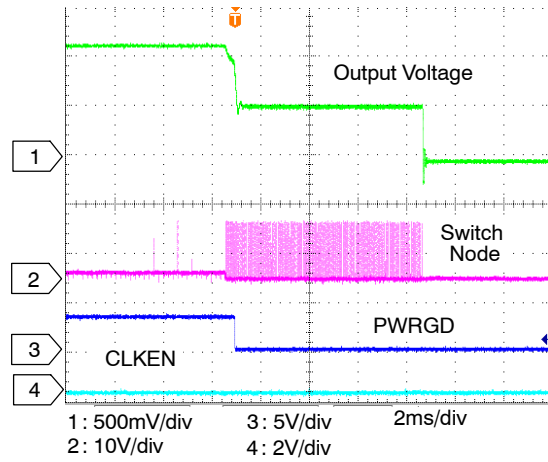 T
Output Voltage
1
Switch
Node
2
PWRGD
3
CLKEN
4
1 : 500mV/div 3 : 5V/div 2ms/div
2 : 10V/div 4 : 2V/div